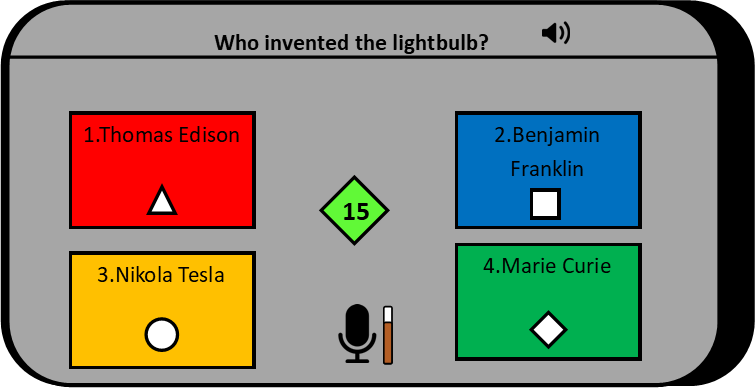 Who invented the lightbulb?
1.Thomas Edison
2.Benjamin
Franklin
15
3.Nikola Tesla
4.Marie Curie